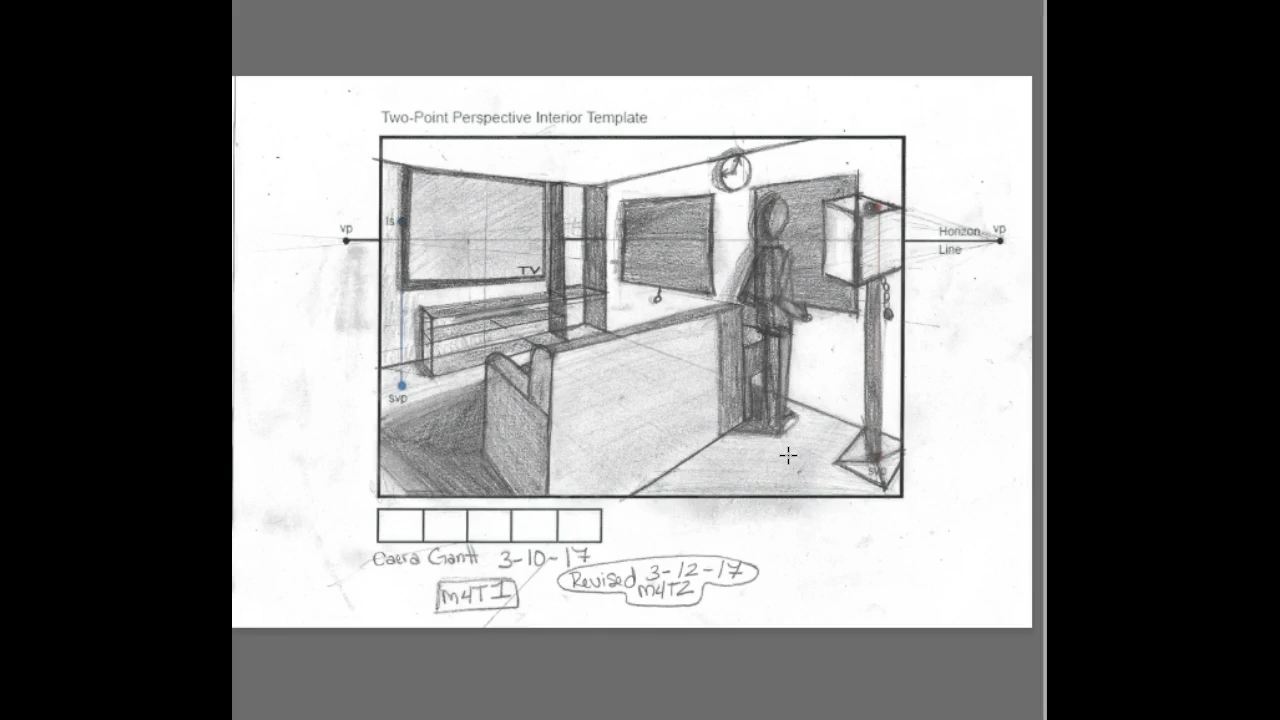 Two-Point Perspective Interior Template
ls
vp
Horizon vp
Line
TV
svp
svp
Caera Gantt 3-10-17
Revised 3-12-17
M4T2
M4T1